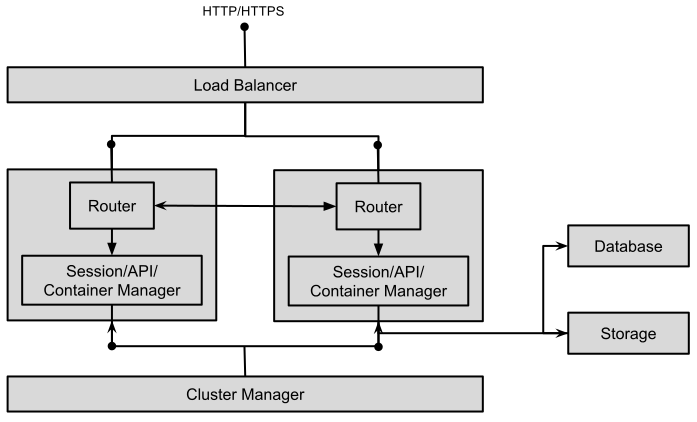 HTTP/HTTPS
Load Balancer
Router
Router
Session/API/
Container Manager
Session/API/
Container Manager
Database
Storage
Cluster Manager